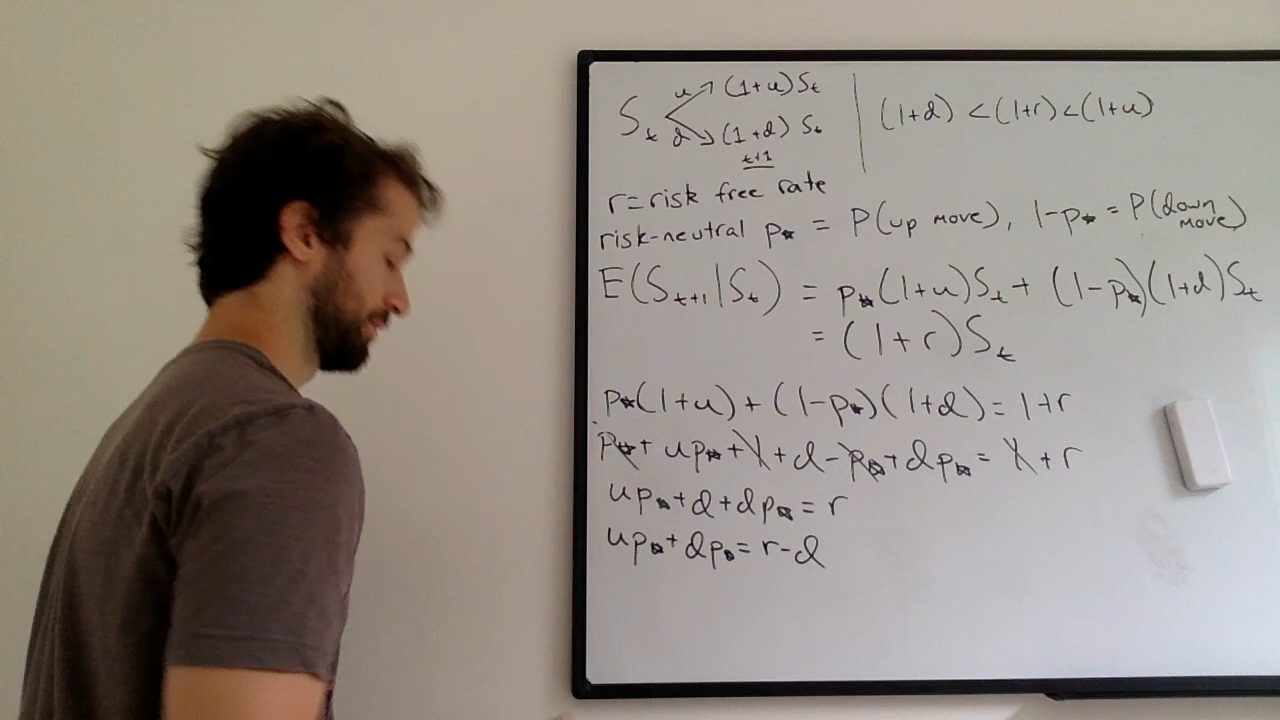 S_t u ↗ (1+u) S_t | (1+d) < (1+r) < (1+u)
d ↘ (1+d) S_t
t+1
r = risk free rate
risk-neutral p* = P(up move), 1-p* = P(down move)
E(S_{t+1} | S_t) = p*(1+u)S_t + (1-p*)(1+d)S_t
= (1+r)S_t
p*(1+u) + (1-p*)(1+d) = 1+r
p* + up* + 1 + d - p* + dp* = 1 + r
up* + d + dp* = r
up* + dp* = r-d